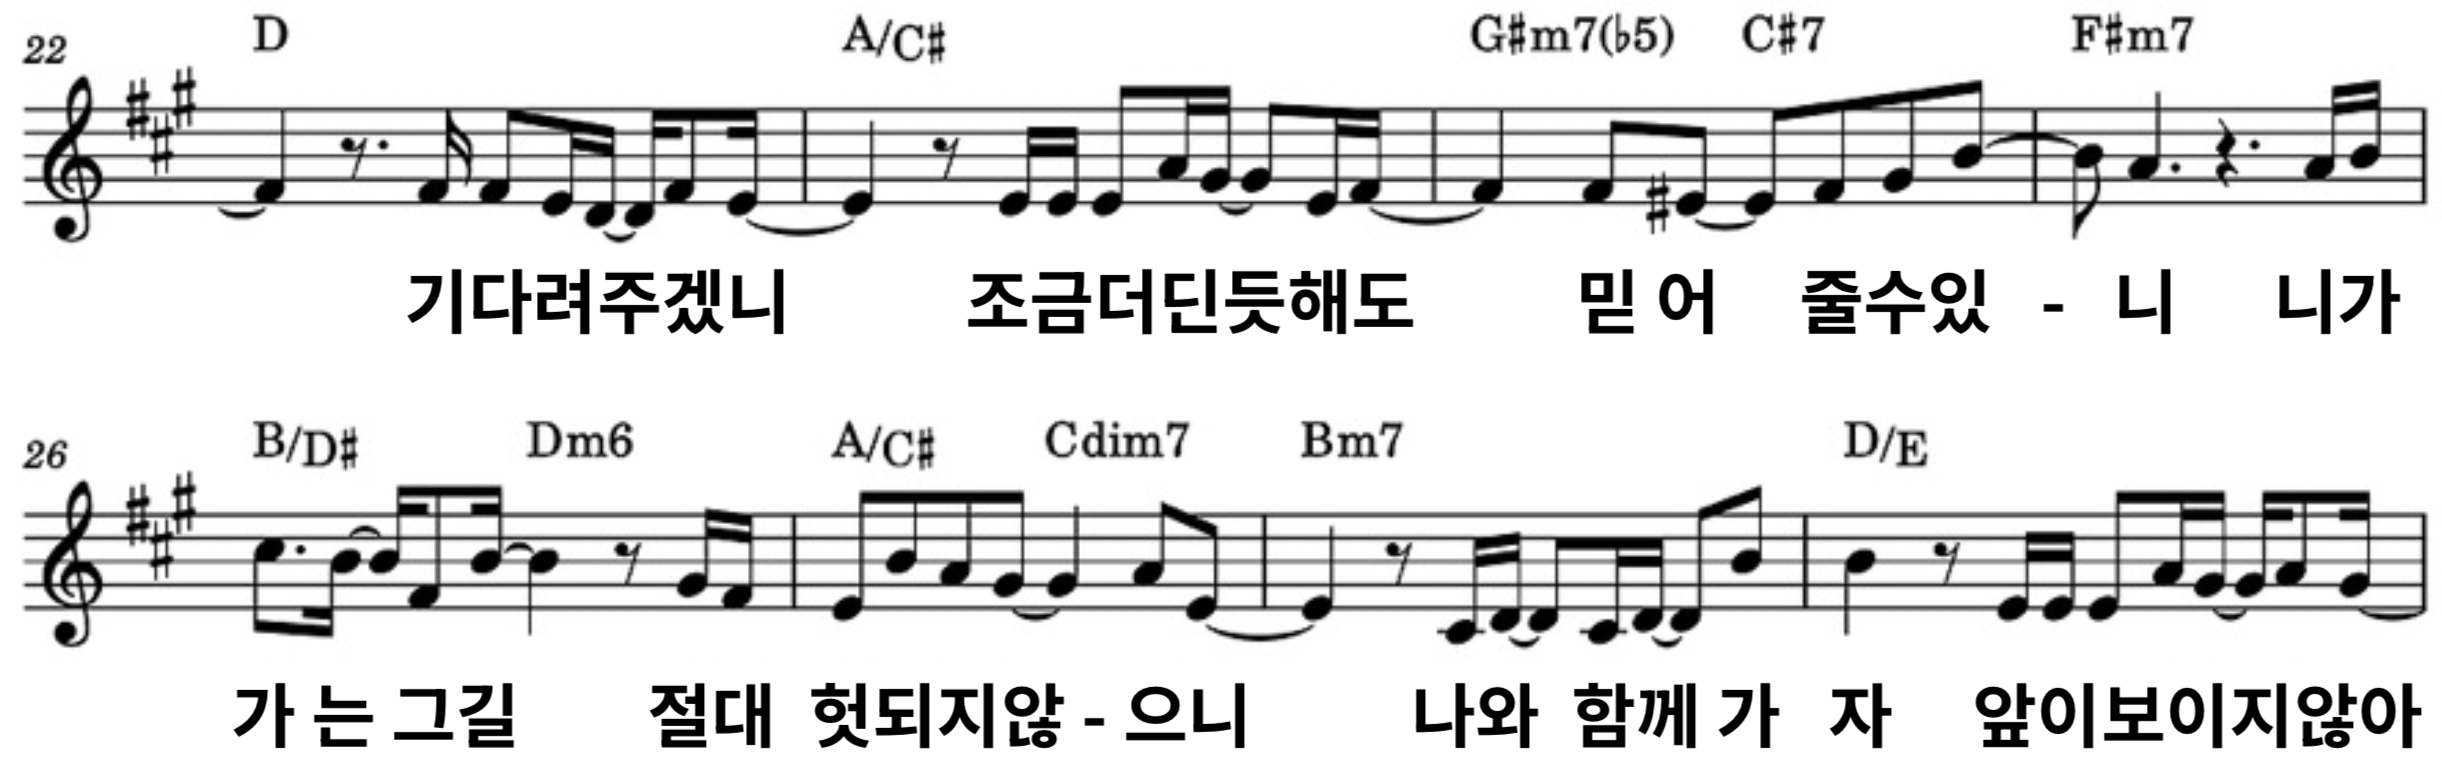 22 D A/C# G#m7(b5) C#7 F#m7
기다려주겠니 조금더딘듯해도 믿 어 줄수있 - 니 니가
26 B/D# Dm6 A/C# Cdim7 Bm7 D/E
가 는 그길 절대 헛되지않 - 으니 나와 함께 가 자 앞이보이지않아